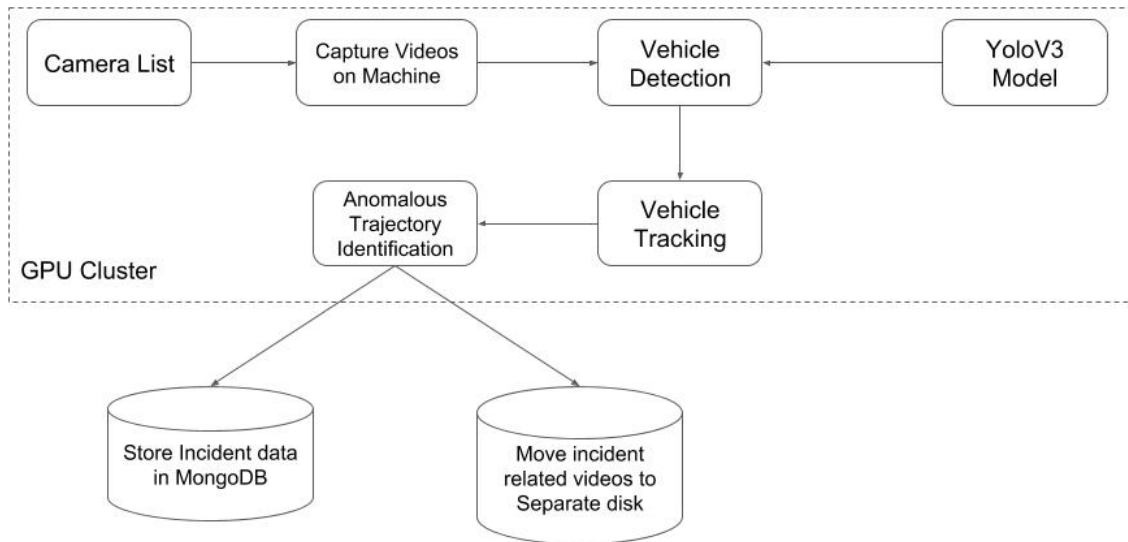 Camera List
Capture Videos
on Machine
Vehicle
Detection
YoloV3
Model
Anomalous
Trajectory
Identification
Vehicle
Tracking
GPU Cluster
Store Incident data
in MongoDB
Move incident
related videos to
Separate disk